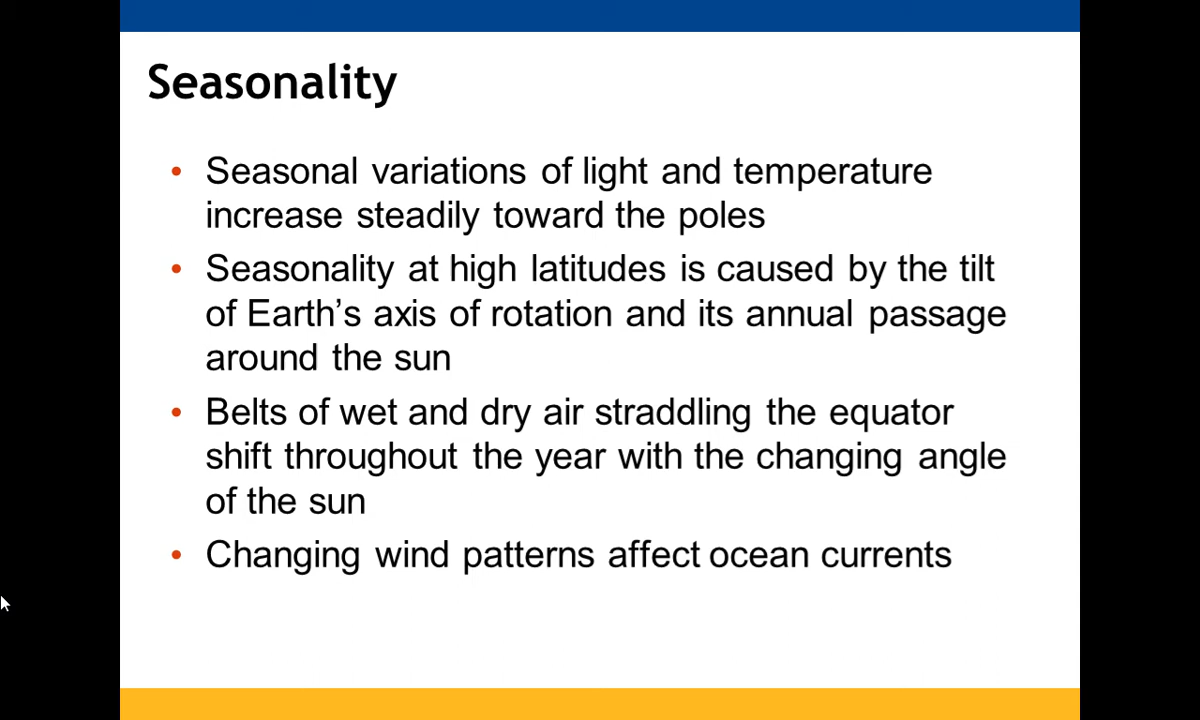 Seasonality
• Seasonal variations of light and temperature
increase steadily toward the poles
• Seasonality at high latitudes is caused by the tilt
of Earth’s axis of rotation and its annual passage
around the sun
• Belts of wet and dry air straddling the equator
shift throughout the year with the changing angle
of the sun
• Changing wind patterns affect ocean currents